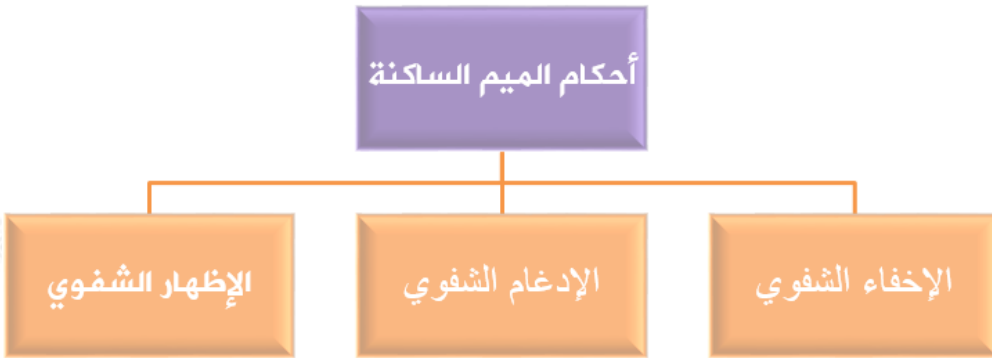 أحكام الميم الساكنة
الإخفاء الشفوي
الإدغام الشفوي
الإظهار الشفوي